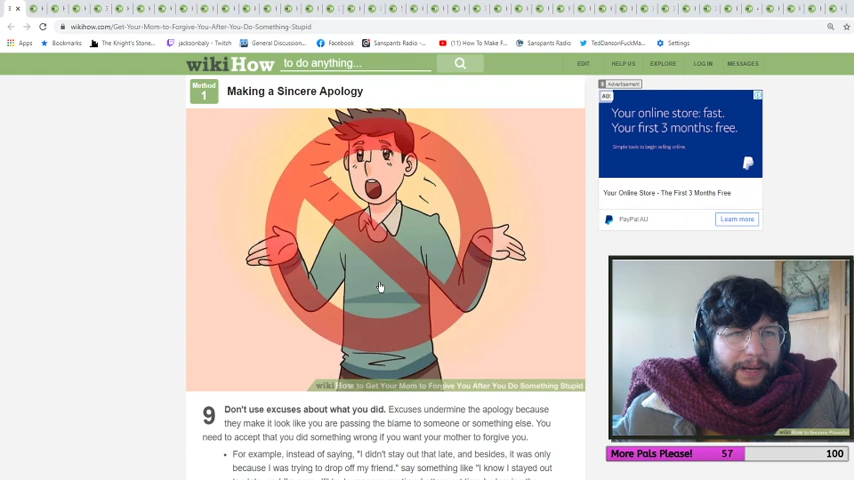 wikihow.com/Get-Your-Mom-to-Forgive-You-After-You-Do-Something-Stupid
Apps
Bookmarks
The Knight's Stone...
jacksonbaly - Twitch
General Discussion...
Facebook
Sanspants Radio -...
(11) How To Make F...
Sanspants Radio
TedDansonFuckMa...
Settings
wikiHow to do anything...
EDIT
HELP US
EXPLORE
LOG IN
MESSAGES
Method
1
Making a Sincere Apology
Advertisement
AD
Your online store: fast.
Your first 3 months: free.
Simple tools to begin selling online.
Your Online Store - The First 3 Months Free
PayPal AU
Learn more
wikiHow to Get Your Mom to Forgive You After You Do Something Stupid
9 Don't use excuses about what you did. Excuses undermine the apology because
they make it look like you are passing the blame to someone or something else. You
need to accept that you did something wrong if you want your mother to forgive you.
For example, instead of saying, "I didn't stay out that late, and besides, it was only
because I was trying to drop off my friend." say something like "I know I stayed out
More Pals Please!
57
100